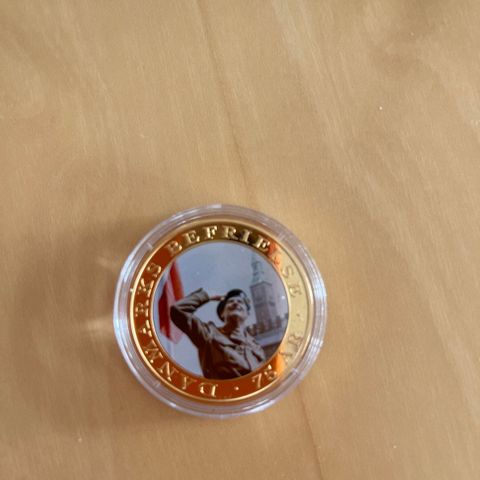 DANMARKS BEFRIELSE · 75 ÅR ·